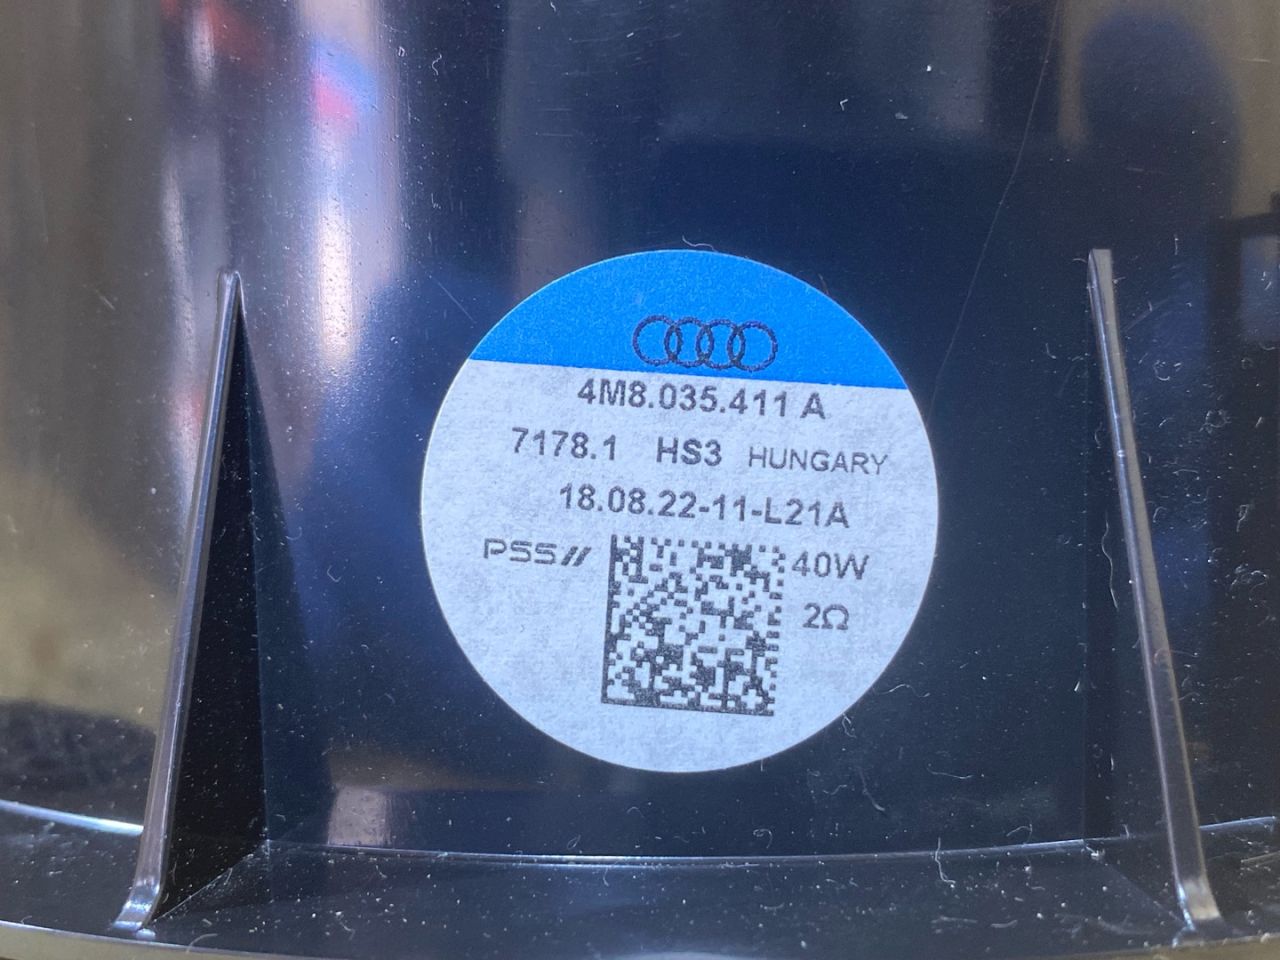 4M8.035.411 A
7178.1 HS3 HUNGARY
18.08.22-11-L21A
PSS// 40W
2Ω